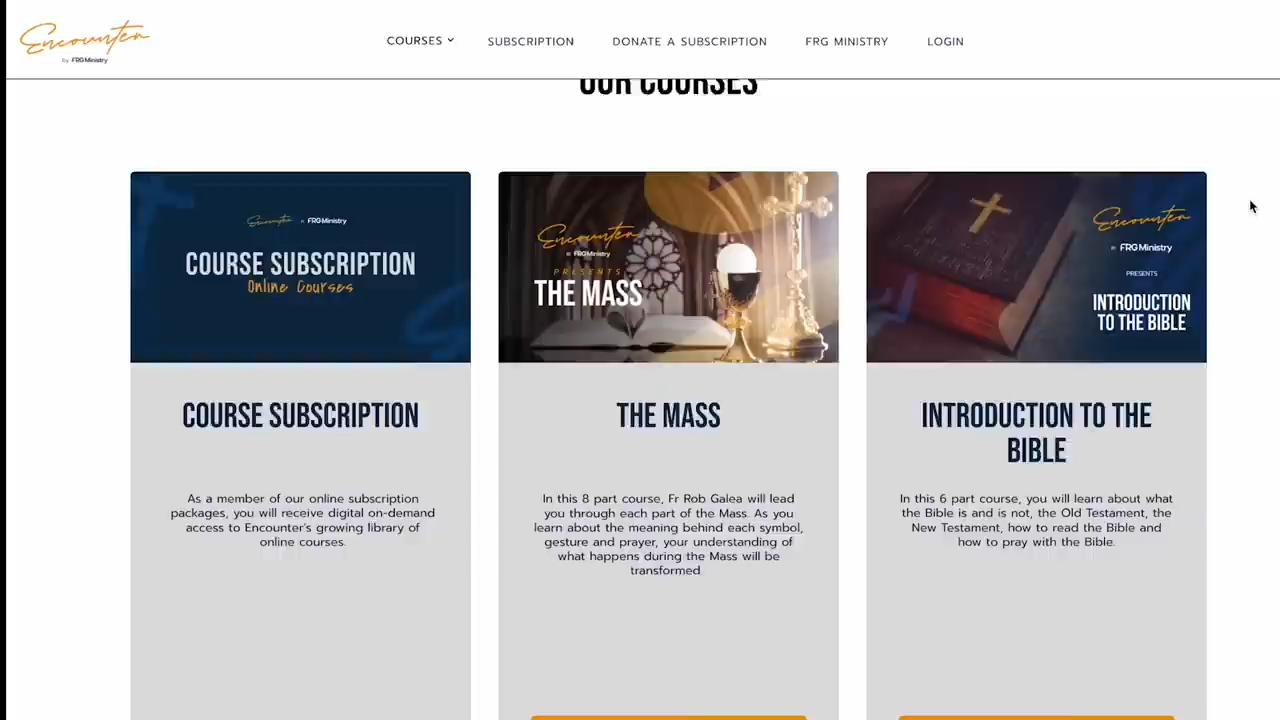 Encounter
by FRG Ministry
COURSES
SUBSCRIPTION
DONATE A SUBSCRIPTION
FRG MINISTRY
LOGIN
OUR COURSES
Encounter BY FRG Ministry
COURSE SUBSCRIPTION
Online Courses
COURSE SUBSCRIPTION
As a member of our online subscription
packages, you will receive digital on-demand
access to Encounter's growing library of
online courses.
Encounter
BY FRG Ministry
PRESENTS
THE MASS
THE MASS
In this 8 part course, Fr Rob Galea will lead
you through each part of the Mass. As you
learn about the meaning behind each symbol,
gesture and prayer, your understanding of
what happens during the Mass will be
transformed.
Encounter
BY FRG Ministry
PRESENTS
INTRODUCTION
TO THE BIBLE
INTRODUCTION TO THE
BIBLE
In this 6 part course, you will learn about what
the Bible is and is not, the Old Testament, the
New Testament, how to read the Bible and
how to pray with the Bible.